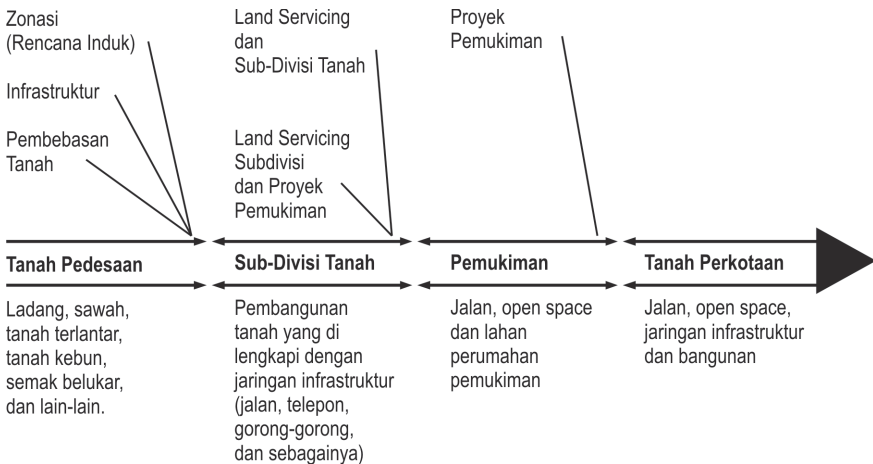 Zonasi
(Rencana Induk)
Infrastruktur
Pembebasan
Tanah
Land Servicing
dan
Sub-Divisi Tanah
Land Servicing
Subdivisi
dan Proyek
Pemukiman
Proyek
Pemukiman
Tanah Pedesaan
Sub-Divisi Tanah
Pemukiman
Tanah Perkotaan
Ladang, sawah,
tanah terlantar,
tanah kebun,
semak belukar,
dan lain-lain.
Pembangunan
tanah yang di
lengkapi dengan
jaringan infrastruktur
(jalan, telepon,
gorong-gorong,
dan sebagainya)
Jalan, open space
dan lahan
perumahan
pemukiman
Jalan, open space,
jaringan infrastruktur
dan bangunan